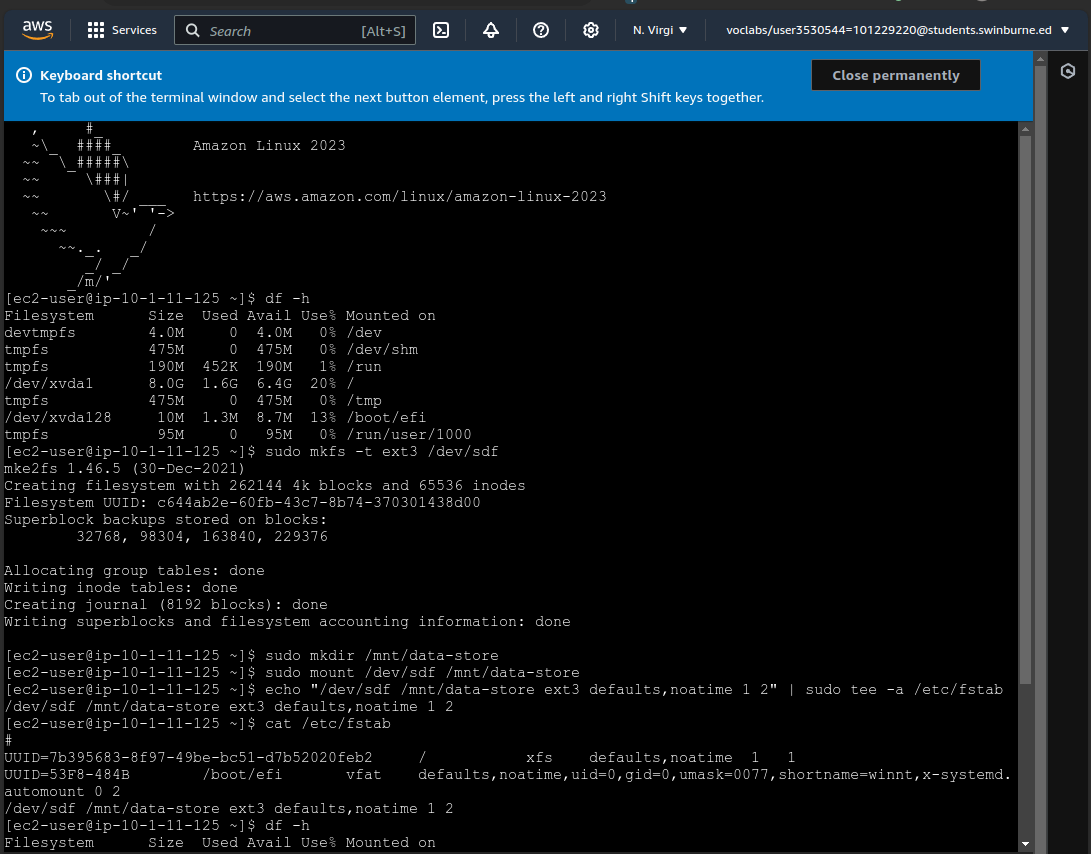 aws Services Search [Alt+S] N. Virgi voclabs/user3530544=101229220@students.swinburne.ed
Keyboard shortcut
To tab out of the terminal window and select the next button element, press the left and right Shift keys together.
Close permanently
   ,     #_
   ~\_  ####_        Amazon Linux 2023
  ~~  \_#####\
  ~~     \###|
  ~~       \#/ ___   https://aws.amazon.com/linux/amazon-linux-2023
   ~~       V~' '->
    ~~~         /
      ~~._.   _/
         _/ _/
       _/m/'
[ec2-user@ip-10-1-11-125 ~]$ df -h
Filesystem      Size  Used Avail Use% Mounted on
devtmpfs        4.0M     0  4.0M   0% /dev
tmpfs           475M     0  475M   0% /dev/shm
tmpfs           190M  452K  190M   1% /run
/dev/xvda1      8.0G  1.6G  6.4G  20% /
tmpfs           475M     0  475M   0% /tmp
/dev/xvda128     10M  1.3M  8.7M  13% /boot/efi
tmpfs            95M     0   95M   0% /run/user/1000
[ec2-user@ip-10-1-11-125 ~]$ sudo mkfs -t ext3 /dev/sdf
mke2fs 1.46.5 (30-Dec-2021)
Creating filesystem with 262144 4k blocks and 65536 inodes
Filesystem UUID: c644ab2e-60fb-43c7-8b74-370301438d00
Superblock backups stored on blocks:
        32768, 98304, 163840, 229376
Allocating group tables: done
Writing inode tables: done
Creating journal (8192 blocks): done
Writing superblocks and filesystem accounting information: done
[ec2-user@ip-10-1-11-125 ~]$ sudo mkdir /mnt/data-store
[ec2-user@ip-10-1-11-125 ~]$ sudo mount /dev/sdf /mnt/data-store
[ec2-user@ip-10-1-11-125 ~]$ echo "/dev/sdf /mnt/data-store ext3 defaults,noatime 1 2" | sudo tee -a /etc/fstab
/dev/sdf /mnt/data-store ext3 defaults,noatime 1 2
[ec2-user@ip-10-1-11-125 ~]$ cat /etc/fstab
#
UUID=7b395683-8f97-49be-bc51-d7b52020feb2     /           xfs    defaults,noatime  1   1
UUID=53F8-484B        /boot/efi       vfat    defaults,noatime,uid=0,gid=0,umask=0077,shortname=winnt,x-systemd.
automount 0 2
/dev/sdf /mnt/data-store ext3 defaults,noatime 1 2
[ec2-user@ip-10-1-11-125 ~]$ df -h
Filesystem      Size  Used Avail Use% Mounted on